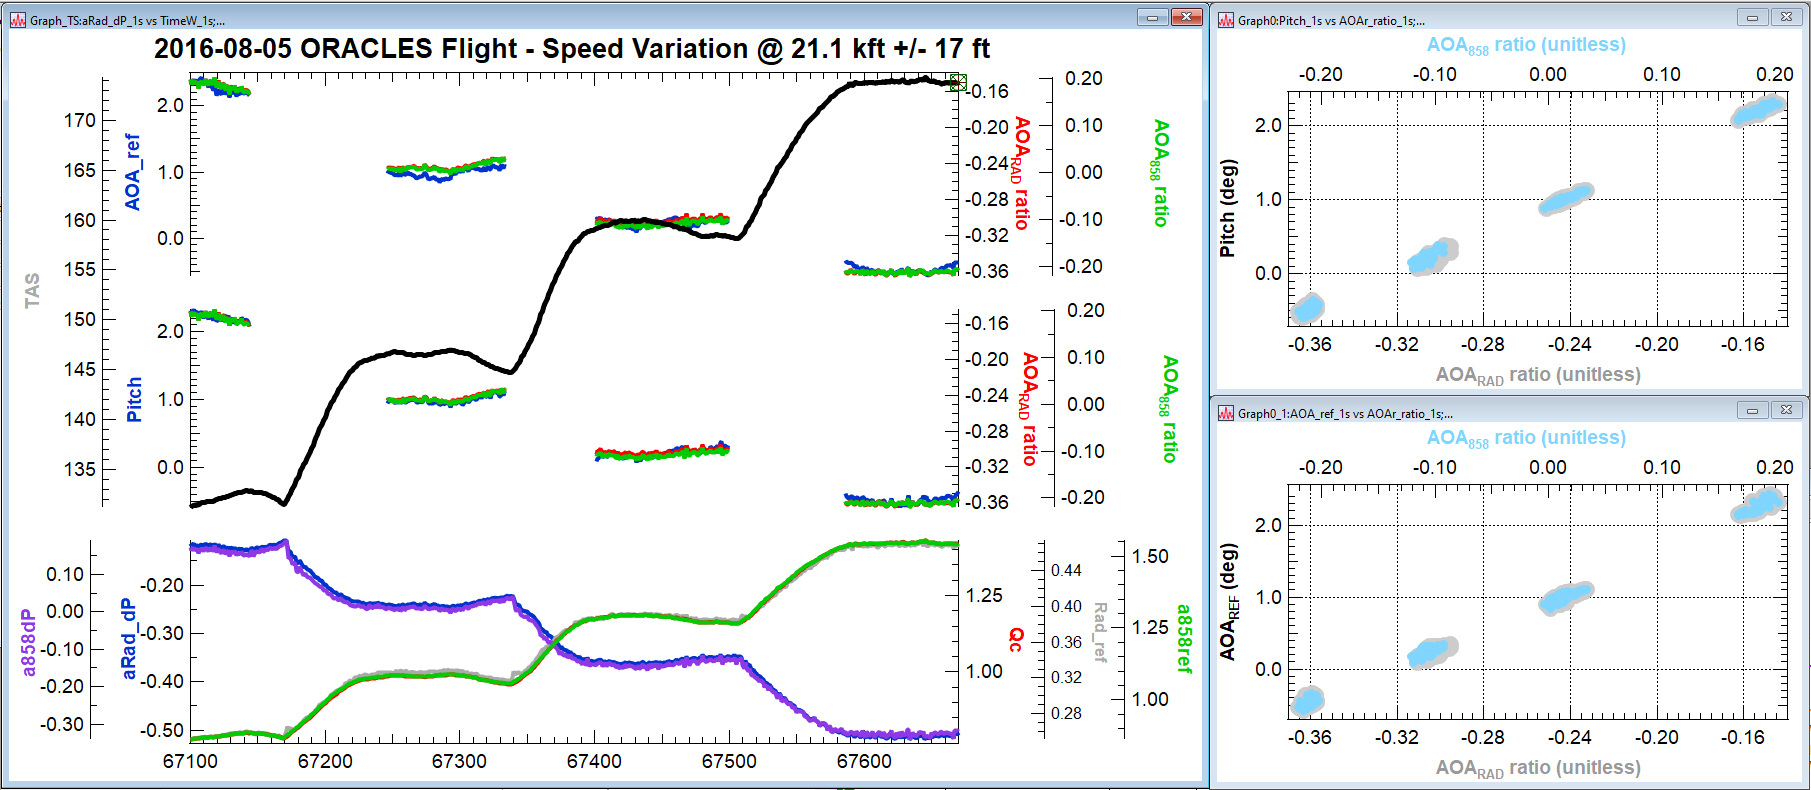 Graph_TS:aRad_dP_1s vs TimeW_1s;...
2016-08-05 ORACLES Flight - Speed Variation @ 21.1 kft +/- 17 ft
TAS
170
165
160
155
150
145
140
135
AOA_ref
2.0
1.0
0.0
-0.16
-0.20
-0.24
-0.28
-0.32
-0.36
AOARAD ratio
0.20
0.10
0.00
-0.10
-0.20
AOA858 ratio
Pitch
2.0
1.0
0.0
-0.16
-0.20
-0.24
-0.28
-0.32
-0.36
AOARAD ratio
0.20
0.10
0.00
-0.10
-0.20
AOA858 ratio
a858dP
0.10
0.00
-0.10
-0.20
-0.30
aRad_dP
-0.20
-0.30
-0.40
-0.50
1.25
1.00
Qc
0.44
0.40
0.36
0.32
0.28
Rad_ref
1.50
1.25
1.00
a858ref
67100 67200 67300 67400 67500 67600
Graph0:Pitch_1s vs AOAr_ratio_1s;...
AOA858 ratio (unitless)
-0.20 -0.10 0.00 0.10 0.20
Pitch (deg)
2.0
1.0
0.0
-0.36 -0.32 -0.28 -0.24 -0.20 -0.16
AOARAD ratio (unitless)
Graph0_1:AOA_ref_1s vs AOAr_ratio_1s;...
AOA858 ratio (unitless)
-0.20 -0.10 0.00 0.10 0.20
AOAREF (deg)
2.0
1.0
0.0
-0.36 -0.32 -0.28 -0.24 -0.20 -0.16
AOARAD ratio (unitless)